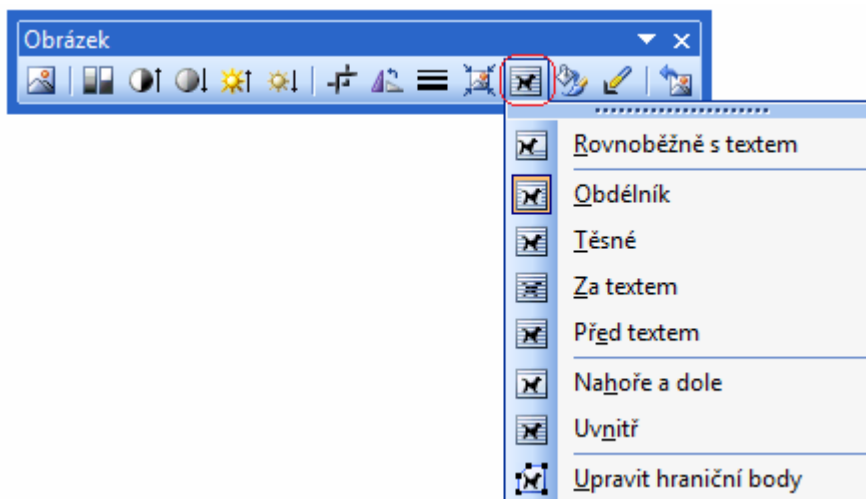 Obrázek
Rovnoběžně s textem
Obdélník
Těsné
Za textem
Před textem
Nahoře a dole
Uvnitř
Upravit hraniční body